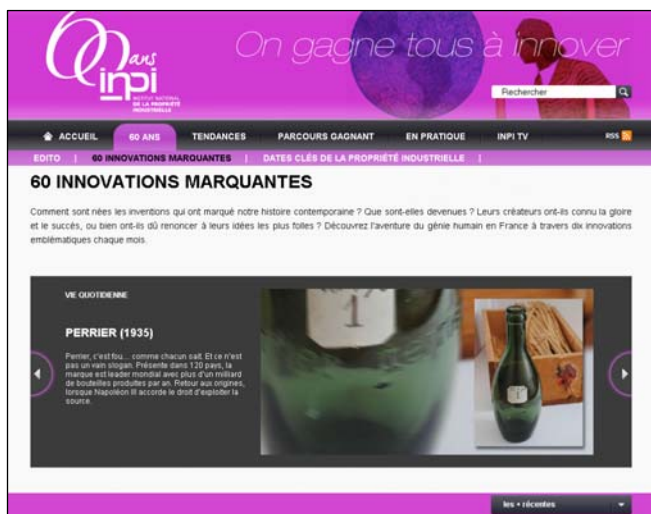 60 ans
On gagne tous à innover
inpi
INSTITUT NATIONAL
DE LA PROPRIÉTÉ
INDUSTRIELLE
Rechercher
ACCUEIL 60 ANS TENDANCES PARCOURS GAGNANT EN PRATIQUE INPI TV RSS
EDITO | 60 INNOVATIONS MARQUANTES | DATES CLÉS DE LA PROPRIÉTÉ INDUSTRIELLE |
60 INNOVATIONS MARQUANTES
Comment sont nées les inventions qui ont marqué notre histoire contemporaine ? Que sont-elles devenues ? Leurs créateurs ont-ils connu la gloire
et le succès, ou bien ont-ils dû renoncer à leurs idées les plus folles ? Découvrez l'aventure du génie humain en France à travers dix innovations
emblématiques chaque mois.
VIE QUOTIDIENNE
PERRIER (1935)
Perrier, c'est fou... comme chacun sait. Et ce n'est
pas un vain slogan. Présente dans 120 pays, la
marque est leader mondial avec plus d'un milliard
de bouteilles produites par an. Retour aux origines,
lorsque Napoléon III accorde le droit d'exploiter la
source.
1
1
les + récentes